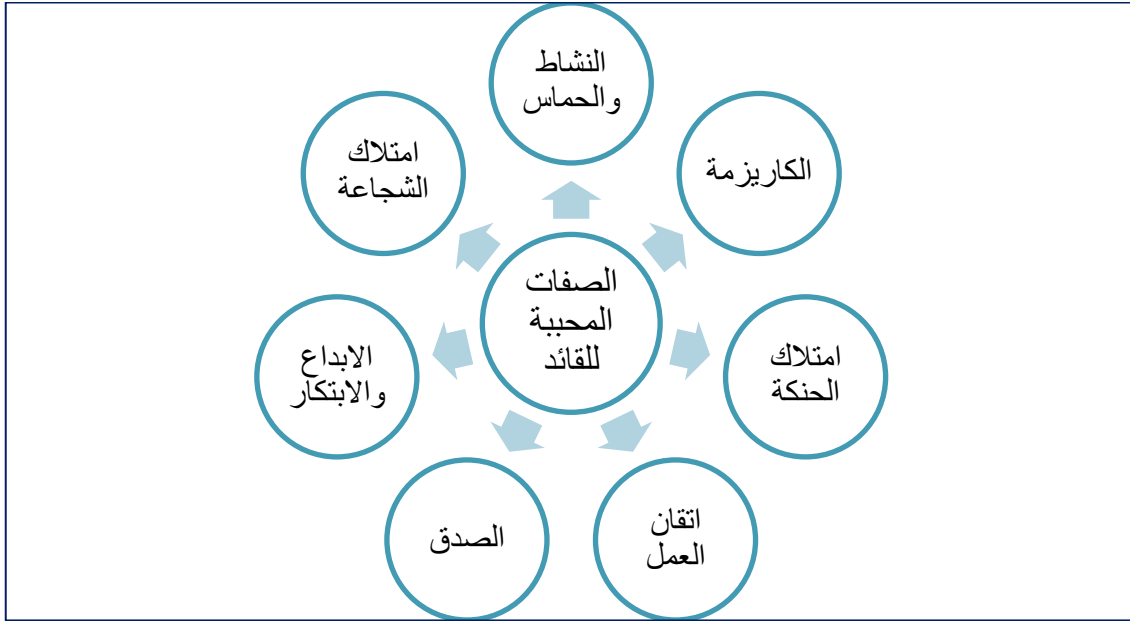 النشاط
والحماس
الكاريزمة
امتلاك
الحنكة
اتقان
العمل
الصدق
الابداع
والابتكار
امتلاك
الشجاعة
الصفات
المحببة
للقائد